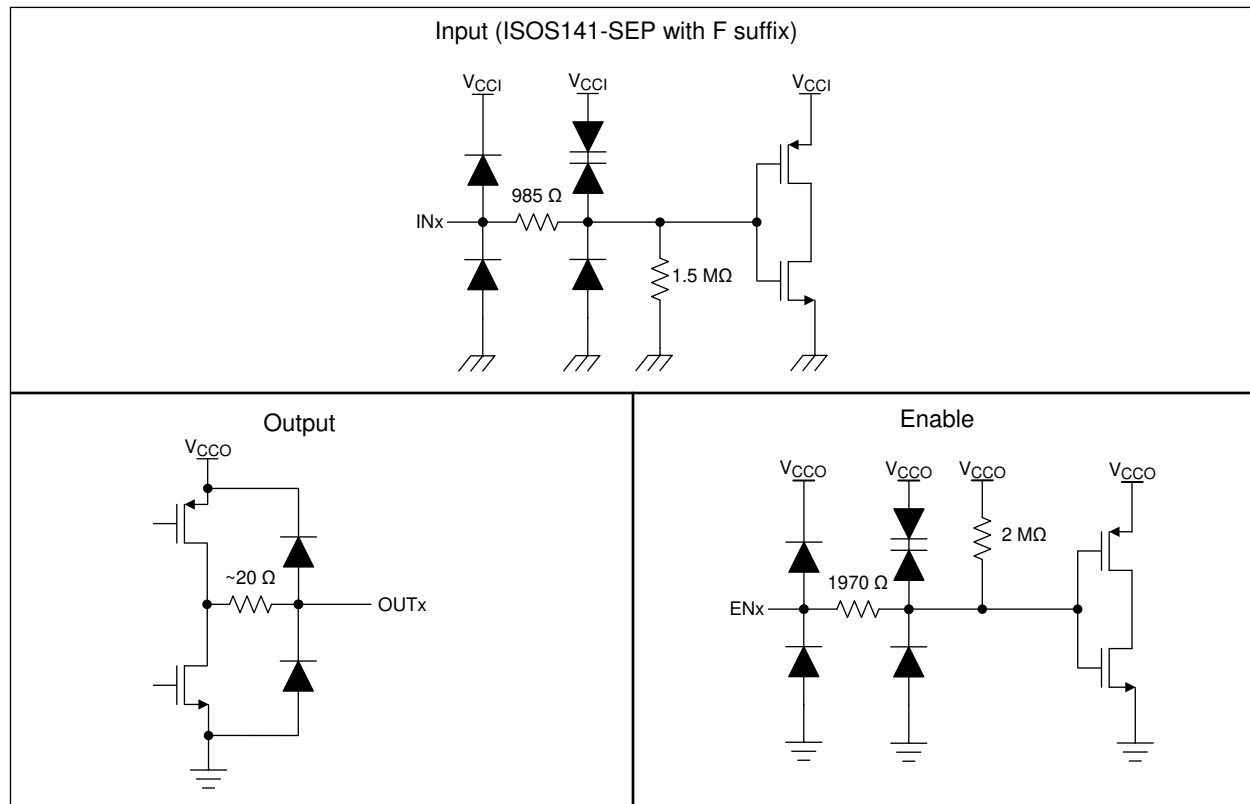 Input (ISOS141-SEP with F suffix)
VCCI VCCI VCCI
985 Ω
INx
1.5 MΩ
Output
VCCO
~20 Ω
OUTx
Enable
VCCO VCCO VCCO VCCO
2 MΩ
1970 Ω
ENx